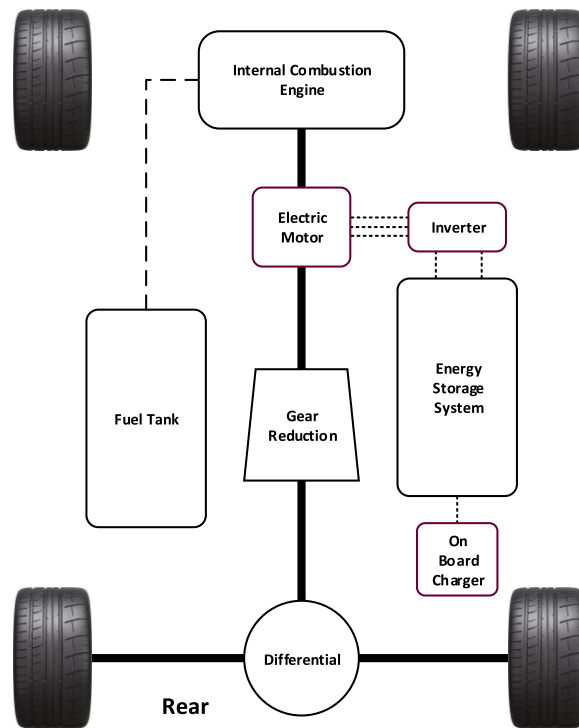 Internal Combustion
Engine
Electric
Motor
Inverter
Energy
Storage
System
Fuel Tank
Gear
Reduction
On
Board
Charger
Differential
Rear